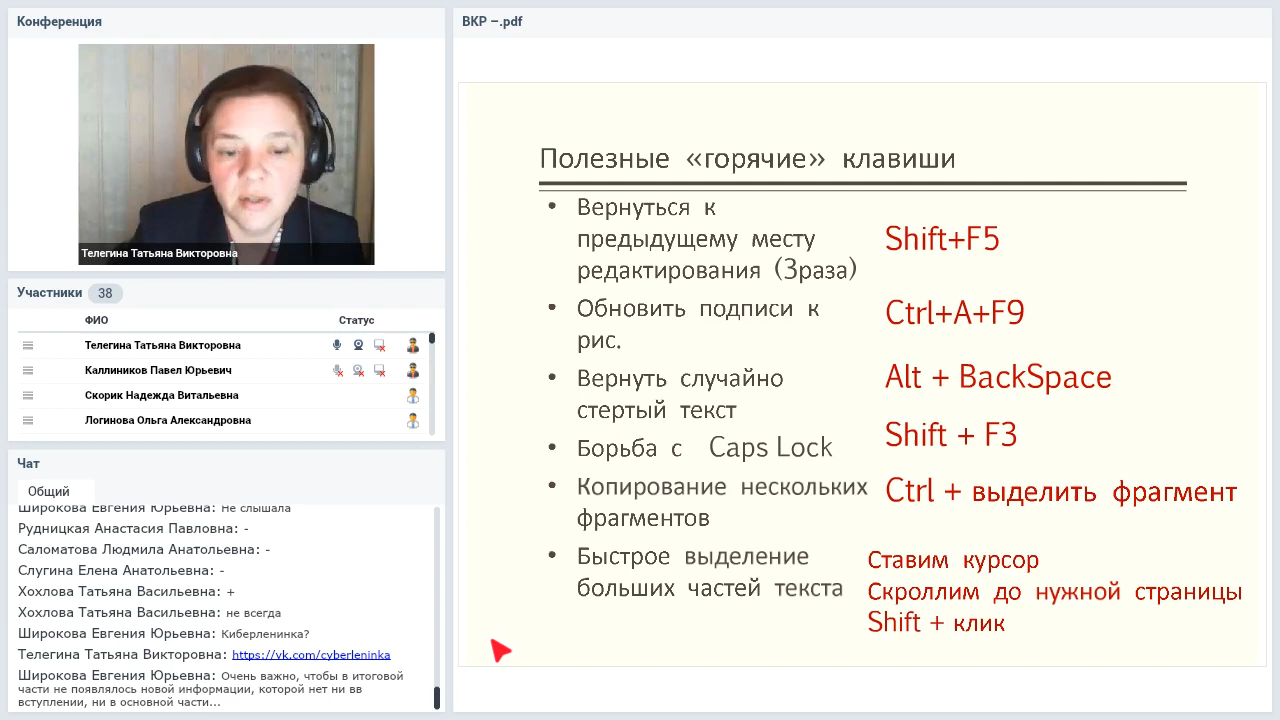 Конференция
Телегина Татьяна Викторовна
Участники 38
ФИО Статус
Телегина Татьяна Викторовна
Каллиников Павел Юрьевич
Скорик Надежда Витальевна
Логинова Ольга Александровна
Чат
Общий
Широкова Евгения Юрьевна: не слышала
Рудницкая Анастасия Павловна: -
Саломатова Людмила Анатольевна: -
Слугина Елена Анатольевна: -
Хохлова Татьяна Васильевна: +
Хохлова Татьяна Васильевна: не всегда
Широкова Евгения Юрьевна: Киберленинка?
Телегина Татьяна Викторовна: https://vk.com/cyberleninka
Широкова Евгения Юрьевна: Очень важно, чтобы в итоговой
части не появлялось новой информации, которой нет ни вв
вступлении, ни в основной части...
ВКР –.pdf
Полезные «горячие» клавиши
• Вернуться к
предыдущему месту
редактирования (3раза)
Shift+F5
• Обновить подписи к
рис.
Ctrl+A+F9
• Вернуть случайно
стертый текст
Alt + BackSpace
• Борьба с Caps Lock
Shift + F3
• Копирование нескольких
фрагментов
Ctrl + выделить фрагмент
• Быстрое выделение
больших частей текста
Ставим курсор
Скроллим до нужной страницы
Shift + клик